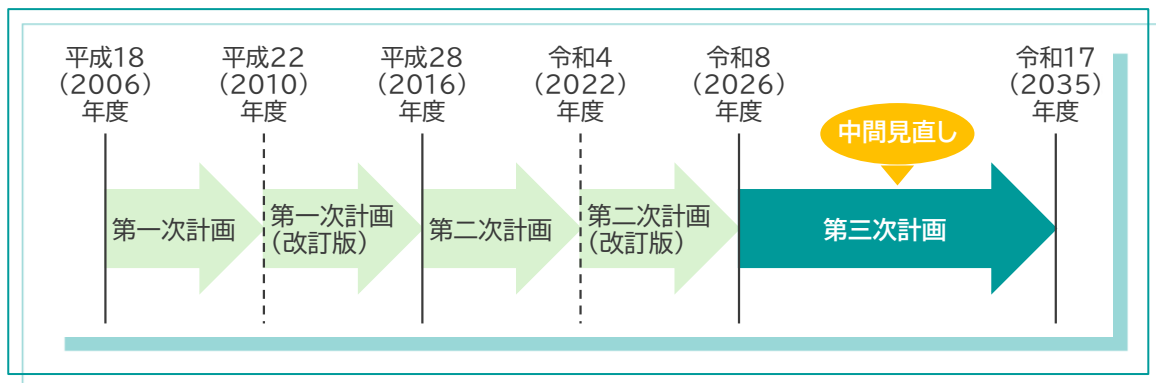 平成18
（2006）
年度
平成22
（2010）
年度
平成28
（2016）
年度
令和4
（2022）
年度
令和8
（2026）
年度
令和17
（2035）
年度
中間見直し
第一次計画
第一次計画
（改訂版）
第二次計画
第二次計画
（改訂版）
第三次計画